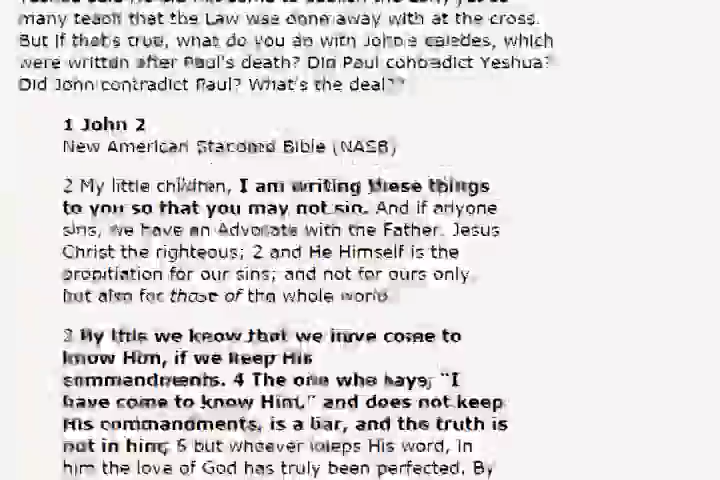 many teach that the Law was done away with at the cross.
But if that's true, what do you do with John's, which
were written after Paul's death? Did Paul Yeshua?
Did John contradict Paul? What's the deal?"
1 John 2
New American Standard Bible (NASB)
2 My little children, I am writing these things
to you so that you may not sin. And if anyone
sins, we have an Advocate with the Father. Jesus
Christ the righteous; 2 and He Himself is the
propitiation for our sins; and not for ours only,
but also for those of the whole world.
3 By this we know that we have come to
know Him, if we keep His
commandments. 4 The one who says, "I
have come to know Him," and does not keep
His commandments, is a liar, and the truth is
not in him; 5 but whoever keeps His word, in
him the love of God has truly been perfected. By